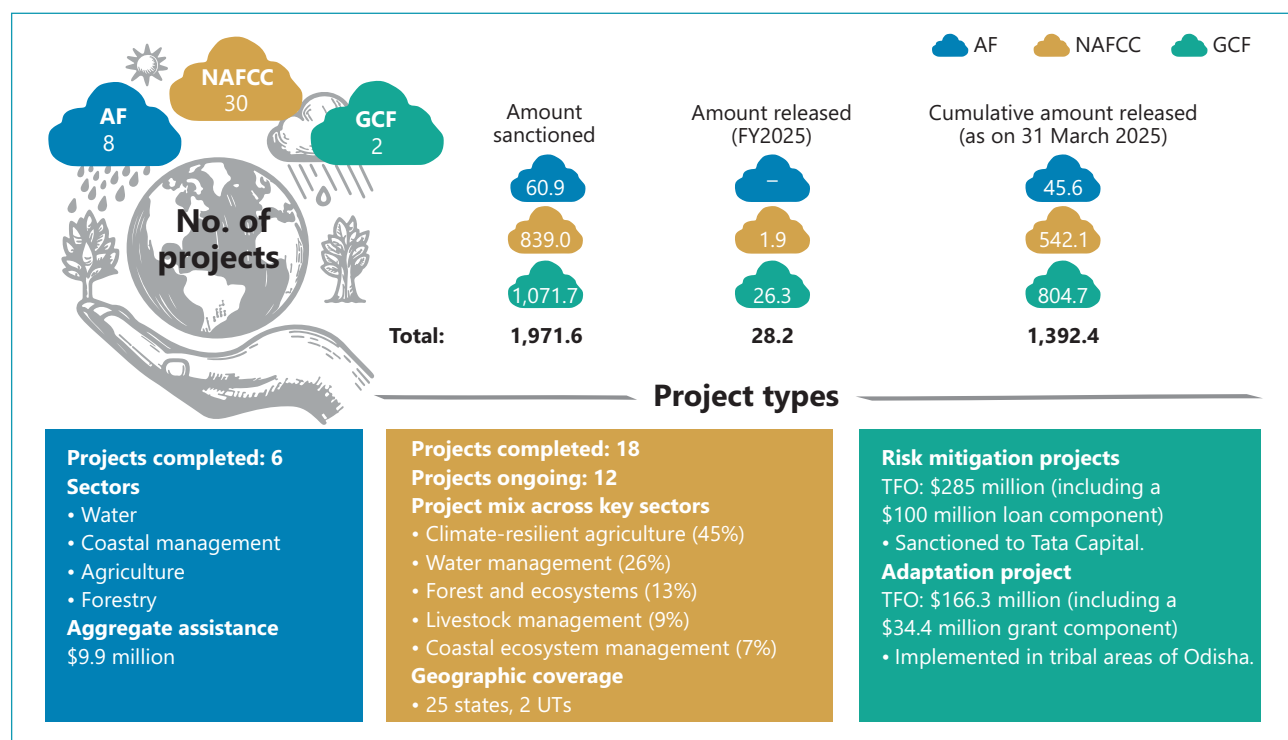 AF
NAFCC
GCF
NAFCC
30
AF
8
GCF
2
No. of
projects
Amount
sanctioned
Amount released
(FY2025)
Cumulative amount released
(as on 31 March 2025)
60.9
–
45.6
839.0
1.9
542.1
1,071.7
26.3
804.7
Total:
1,971.6
28.2
1,392.4
Project types
Projects completed: 6
Sectors
• Water
• Coastal management
• Agriculture
• Forestry
Aggregate assistance
$9.9 million
Projects completed: 18
Projects ongoing: 12
Project mix across key sectors
• Climate-resilient agriculture (45%)
• Water management (26%)
• Forest and ecosystems (13%)
• Livestock management (9%)
• Coastal ecosystem management (7%)
Geographic coverage
• 25 states, 2 UTs
Risk mitigation projects
TFO: $285 million (including a
$100 million loan component)
• Sanctioned to Tata Capital.
Adaptation project
TFO: $166.3 million (including a
$34.4 million grant component)
• Implemented in tribal areas of Odisha.